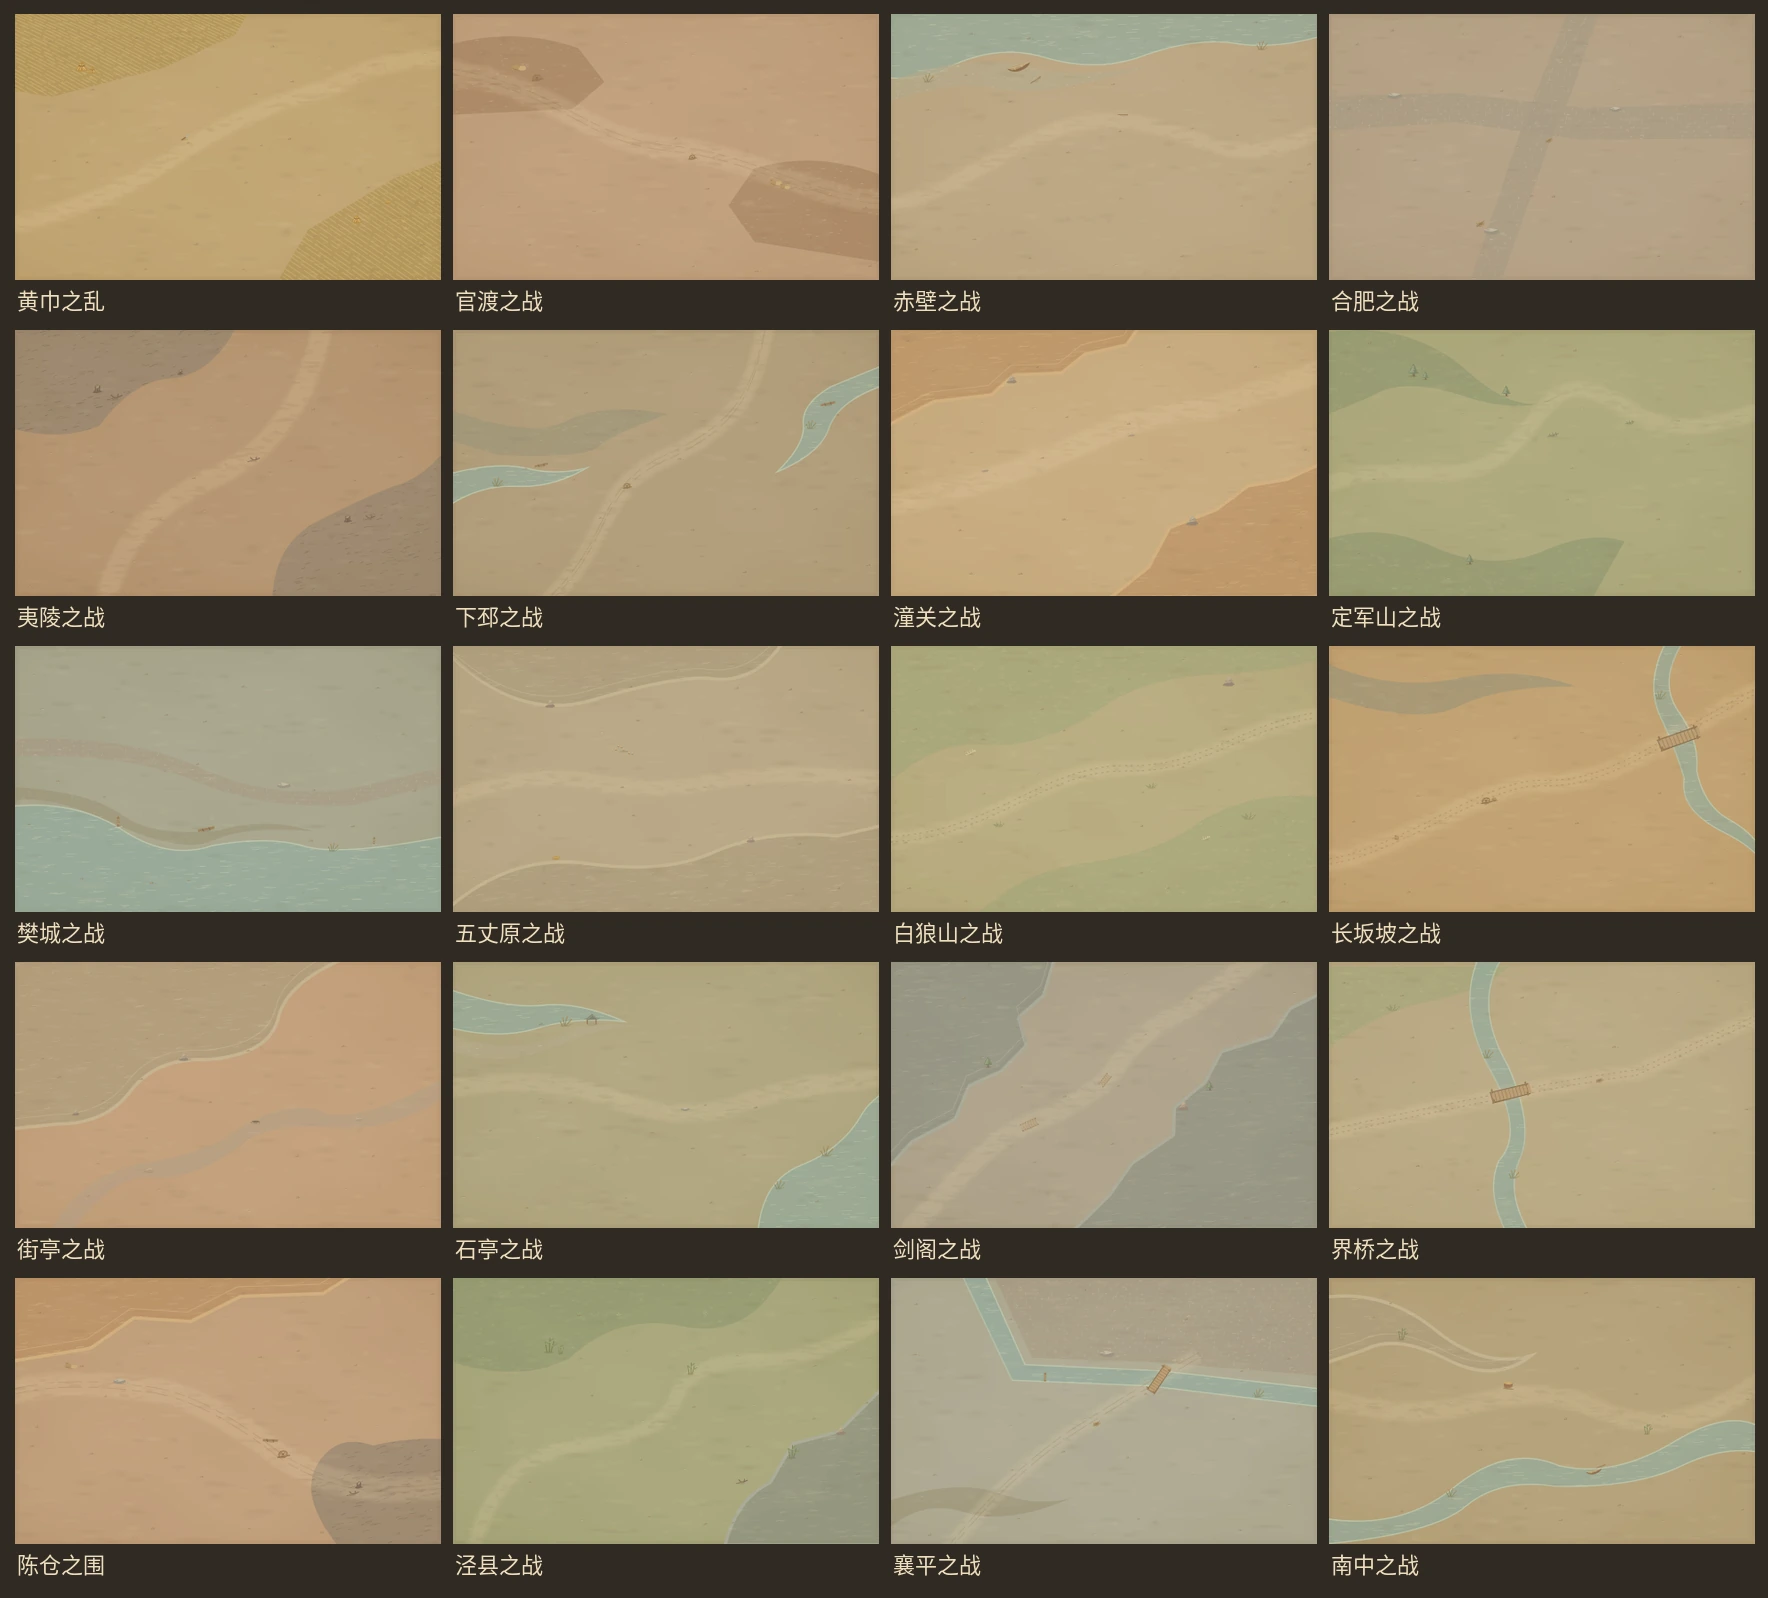 黄巾之乱
官渡之战
赤壁之战
合肥之战
夷陵之战
下邳之战
潼关之战
定军山之战
樊城之战
五丈原之战
白狼山之战
长坂坡之战
街亭之战
石亭之战
剑阁之战
界桥之战
陈仓之围
泾县之战
襄平之战
南中之战